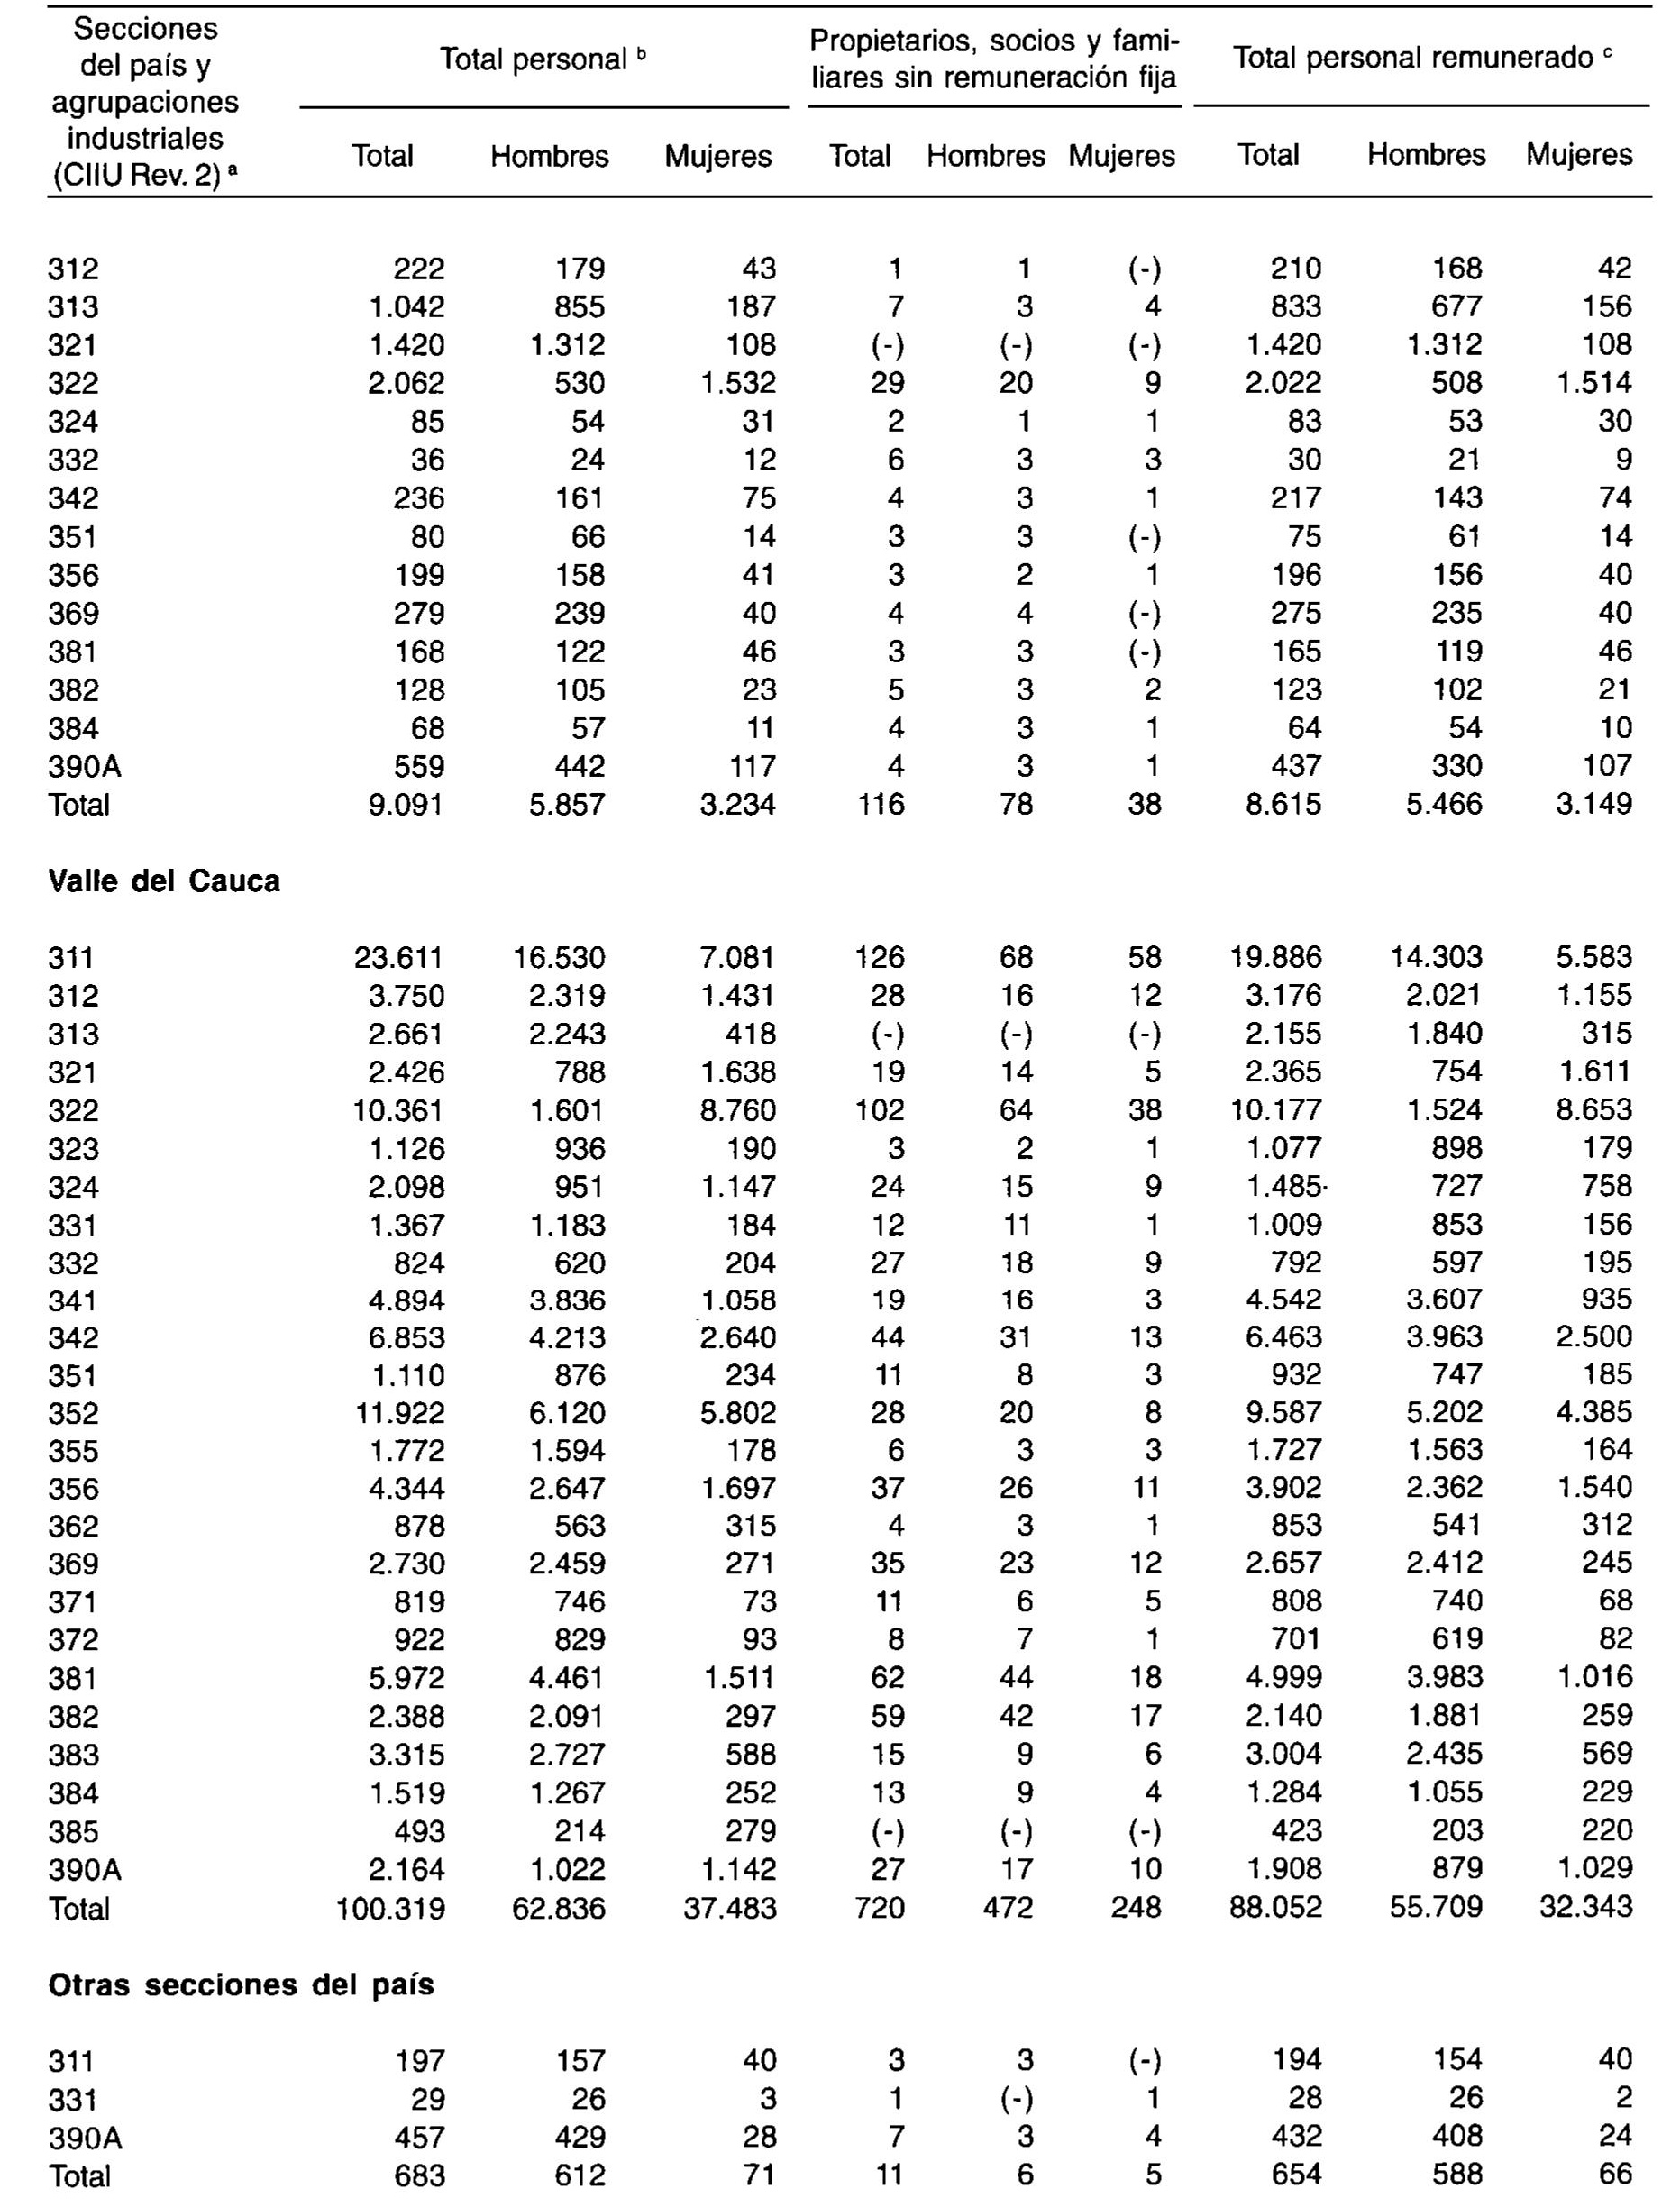 Secciones
del país y
agrupaciones
industriales
(CIIU Rev. 2) a
Total personal b
Propietarios, socios y fami-
liares sin remuneración fija
Total personal remunerado c
Total Hombres Mujeres Total Hombres Mujeres Total Hombres Mujeres
312 222 179 43 1 1 (-) 210 168 42
313 1.042 855 187 7 3 4 833 677 156
321 1.420 1.312 108 (-) (-) (-) 1.420 1.312 108
322 2.062 530 1.532 29 20 9 2.022 508 1.514
324 85 54 31 2 1 1 83 53 30
332 36 24 12 6 3 3 30 21 9
342 236 161 75 4 3 1 217 143 74
351 80 66 14 3 3 (-) 75 61 14
356 199 158 41 3 2 1 196 156 40
369 279 239 40 4 4 (-) 275 235 40
381 168 122 46 3 3 (-) 165 119 46
382 128 105 23 5 3 2 123 102 21
384 68 57 11 4 3 1 64 54 10
390A 559 442 117 4 3 1 437 330 107
Total 9.091 5.857 3.234 116 78 38 8.615 5.466 3.149
Valle del Cauca
311 23.611 16.530 7.081 126 68 58 19.886 14.303 5.583
312 3.750 2.319 1.431 28 16 12 3.176 2.021 1.155
313 2.661 2.243 418 (-) (-) (-) 2.155 1.840 315
321 2.426 788 1.638 19 14 5 2.365 754 1.611
322 10.361 1.601 8.760 102 64 38 10.177 1.524 8.653
323 1.126 936 190 3 2 1 1.077 898 179
324 2.098 951 1.147 24 15 9 1.485 727 758
331 1.367 1.183 184 12 11 1 1.009 853 156
332 824 620 204 27 18 9 792 597 195
341 4.894 3.836 1.058 19 16 3 4.542 3.607 935
342 6.853 4.213 2.640 44 31 13 6.463 3.963 2.500
351 1.110 876 234 11 8 3 932 747 185
352 11.922 6.120 5.802 28 20 8 9.587 5.202 4.385
355 1.772 1.594 178 6 3 3 1.727 1.563 164
356 4.344 2.647 1.697 37 26 11 3.902 2.362 1.540
362 878 563 315 4 3 1 853 541 312
369 2.730 2.459 271 35 23 12 2.657 2.412 245
371 819 746 73 11 6 5 808 740 68
372 922 829 93 8 7 1 701 619 82
381 5.972 4.461 1.511 62 44 18 4.999 3.983 1.016
382 2.388 2.091 297 59 42 17 2.140 1.881 259
383 3.315 2.727 588 15 9 6 3.004 2.435 569
384 1.519 1.267 252 13 9 4 1.284 1.055 229
385 493 214 279 (-) (-) (-) 423 203 220
390A 2.164 1.022 1.142 27 17 10 1.908 879 1.029
Total 100.319 62.836 37.483 720 472 248 88.052 55.709 32.343
Otras secciones del país
311 197 157 40 3 3 (-) 194 154 40
331 29 26 3 1 (-) 1 28 26 2
390A 457 429 28 7 3 4 432 408 24
Total 683 612 71 11 6 5 654 588 66